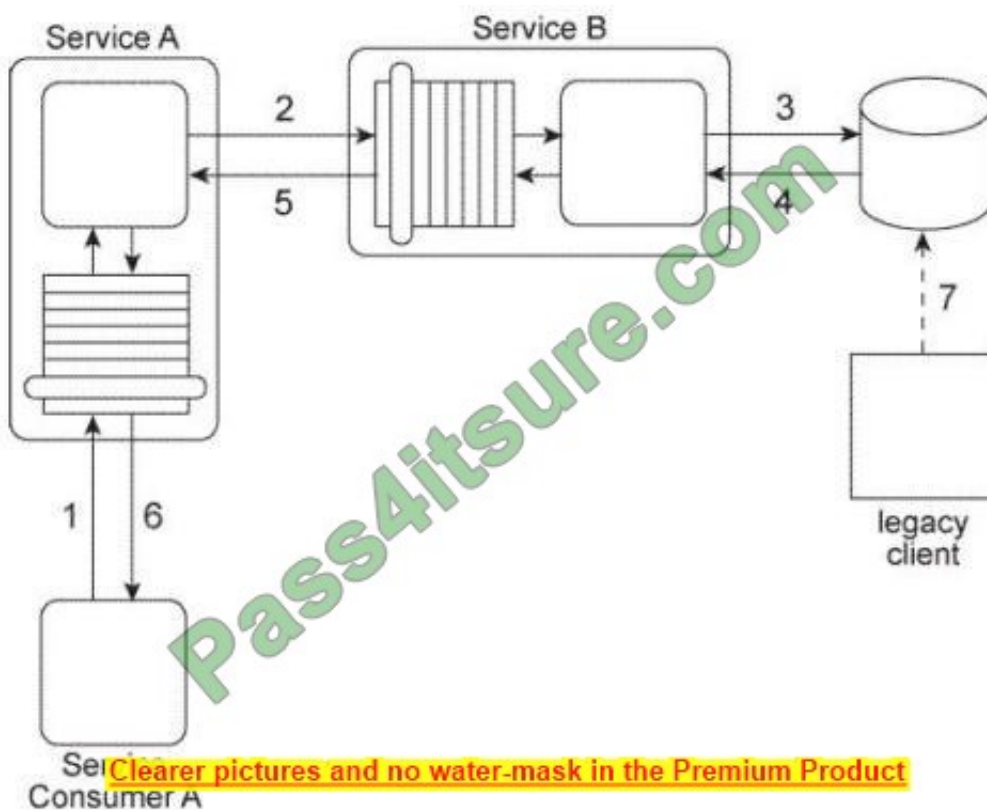 Service A
Service B
2
3
5
4
7
1
6
legacy
client
Pass4itsure.com
Clearer pictures and no water-mask in the Premium Product
Consumer A